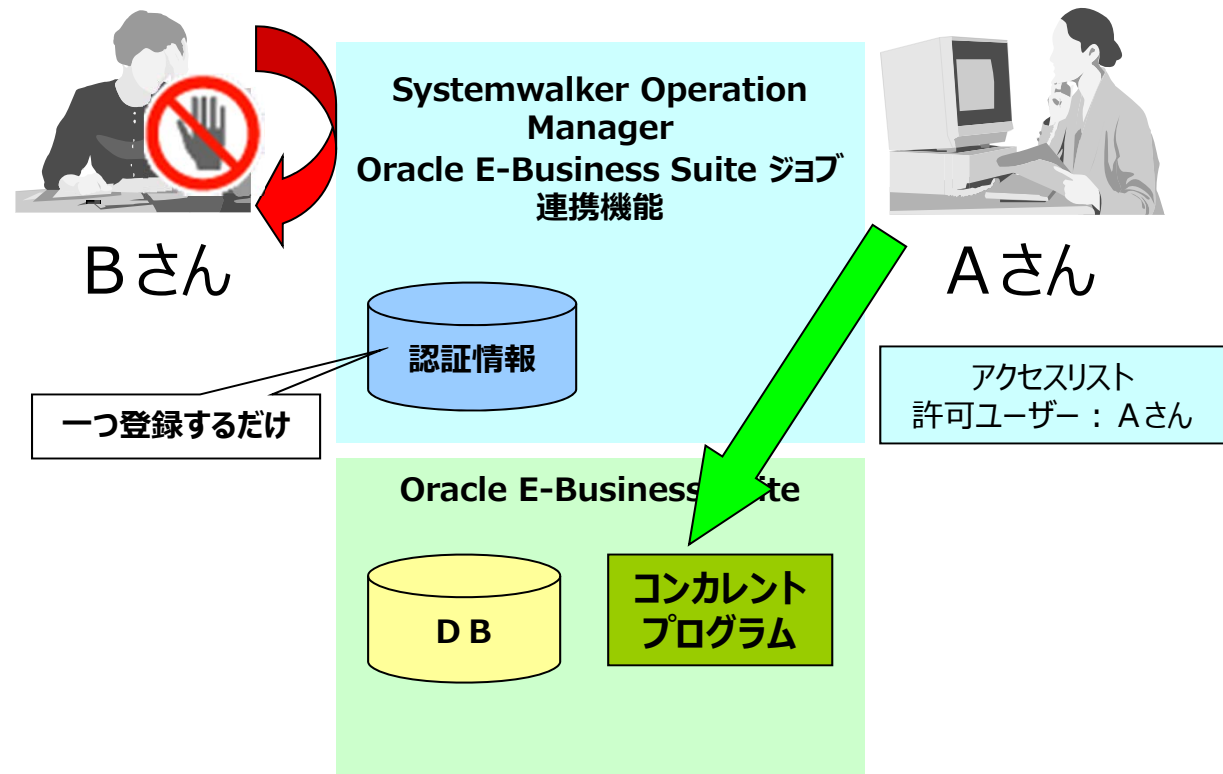 Systemwalker Operation
Manager
Oracle E-Business Suite ジョブ
連携機能
Bさん
Aさん
認証情報
一つ登録するだけ
アクセスリスト
許可ユーザー：Aさん
Oracle E-Business
コンカレント
プログラム
ＤＢ